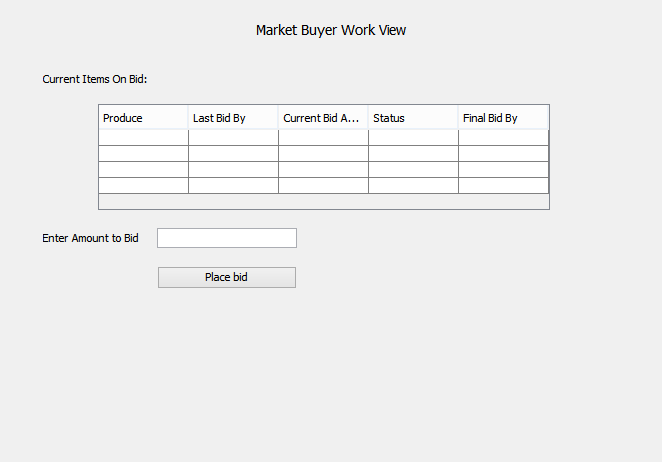 Market Buyer Work View
Current Items On Bid:
Produce Last Bid By Current Bid A... Status Final Bid By
Enter Amount to Bid
Place bid